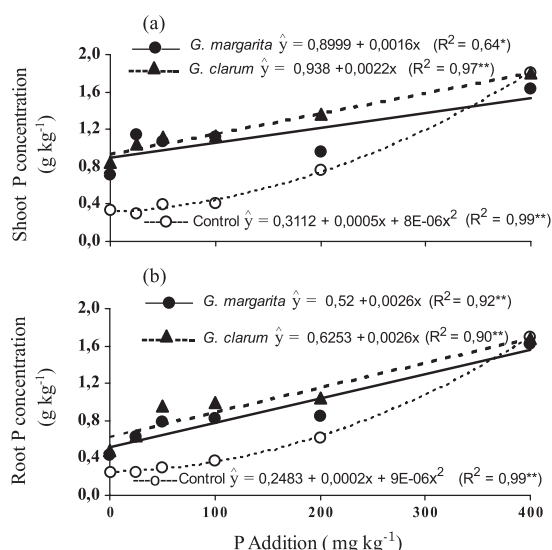 (a)
G. margarita ŷ = 0,8999 + 0,0016x (R² = 0,64*)
G. clarum ŷ = 0,938 +0,0022x (R² = 0,97**)
2,0
1,6
1,2
0,8
0,4
0,0
Shoot P concentration
(g kg⁻¹)
Control ŷ = 0,3112 + 0,0005x + 8E-06x² (R² = 0,99**)
(b)
G. margarita ŷ = 0,52 +0,0026x (R² = 0,92**)
G. clarum ŷ = 0,6253 +0,0026x (R² = 0,90**)
2,0
1,6
1,2
0,8
0,4
0,0
Root P concentration
(g kg⁻¹)
Control ŷ = 0,2483 + 0,0002x + 9E-06x² (R² = 0,99**)
0 100 200 300 400
P Addition ( mg kg⁻¹)